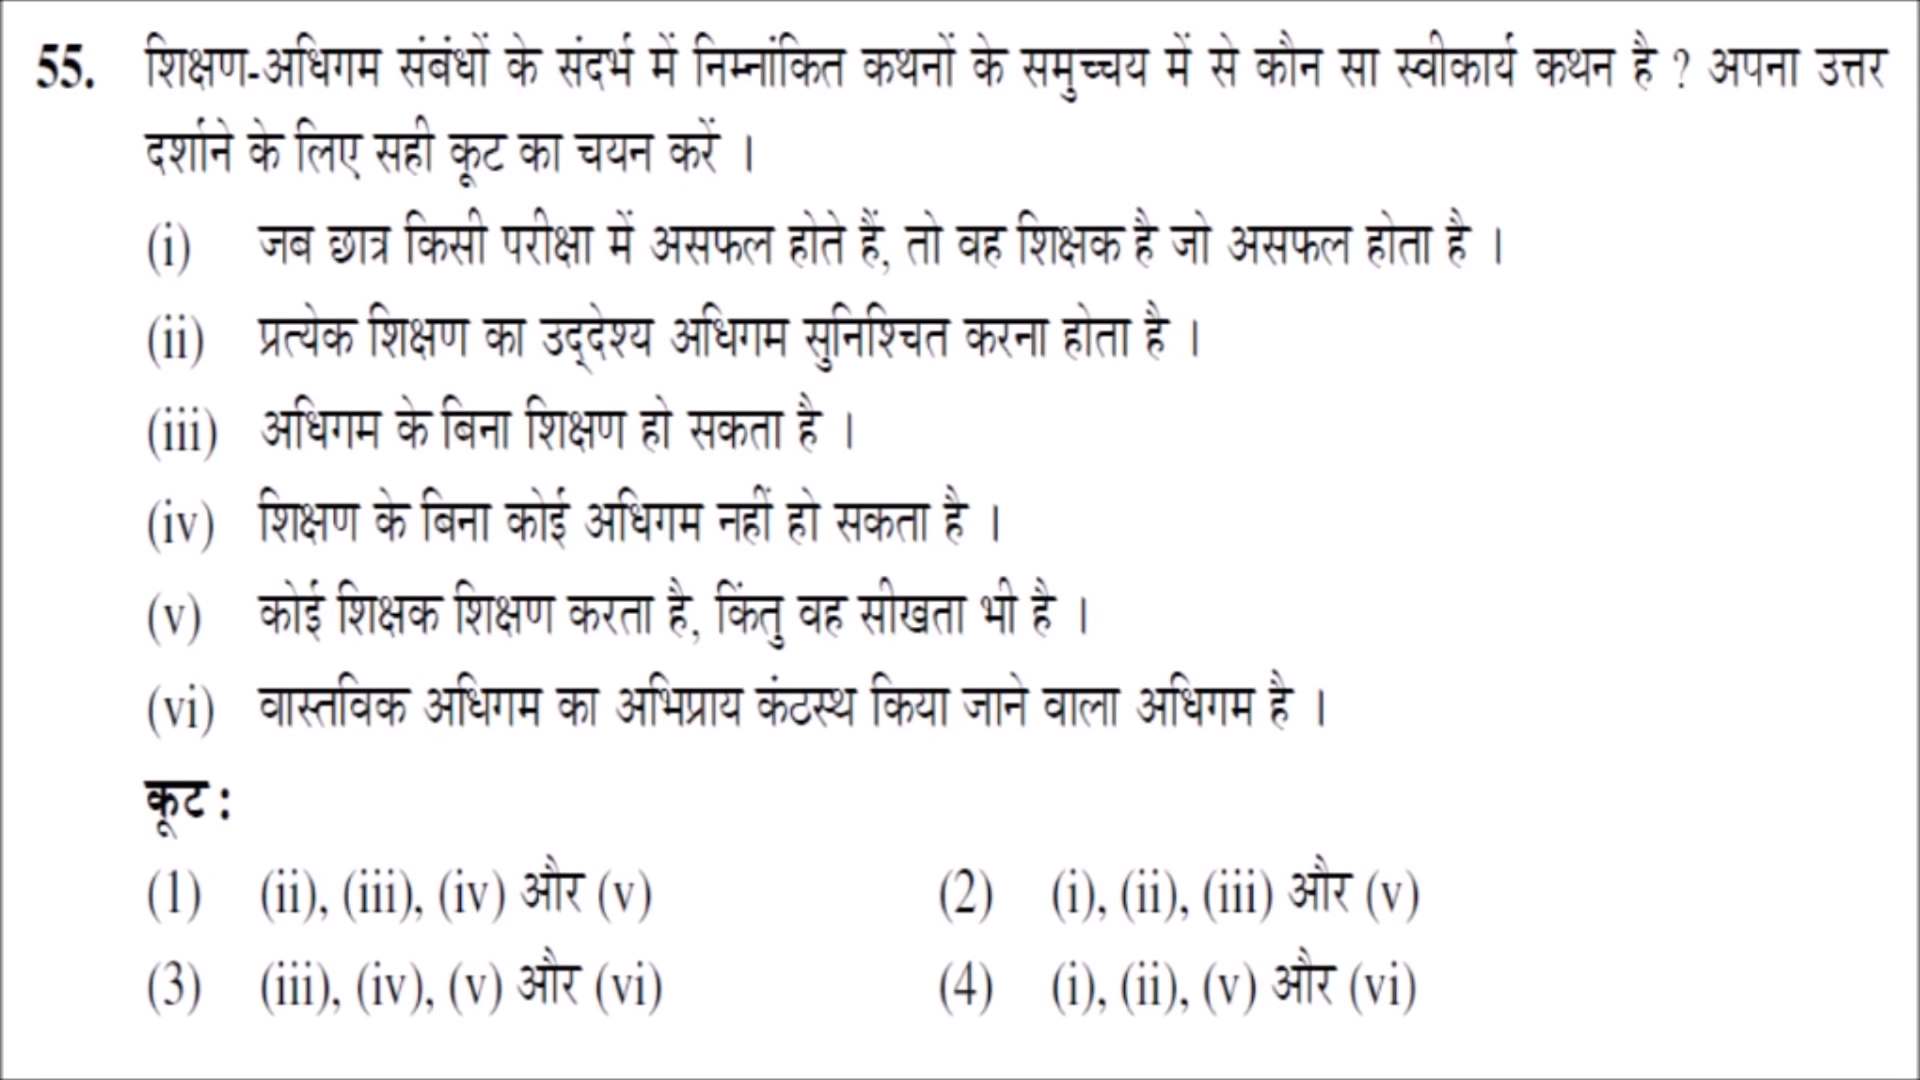 55. शिक्षण-अधिगम संबंधों के संदर्भ में निम्नांकित कथनों के समुच्चय में से कौन सा स्वीकार्य कथन है ? अपना उत्तर
दर्शाने के लिए सही कूट का चयन करें ।
(i) जब छात्र किसी परीक्षा में असफल होते हैं, तो वह शिक्षक है जो असफल होता है ।
(ii) प्रत्येक शिक्षण का उद्देश्य अधिगम सुनिश्चित करना होता है ।
(iii) अधिगम के बिना शिक्षण हो सकता है ।
(iv) शिक्षण के बिना कोई अधिगम नहीं हो सकता है ।
(v) कोई शिक्षक शिक्षण करता है, किंतु वह सीखता भी है ।
(vi) वास्तविक अधिगम का अभिप्राय कंठस्थ किया जाने वाला अधिगम है ।
कूट :
(1) (ii), (iii), (iv) और (v) (2) (i), (ii), (iii) और (v)
(3) (iii), (iv), (v) और (vi) (4) (i), (ii), (v) और (vi)